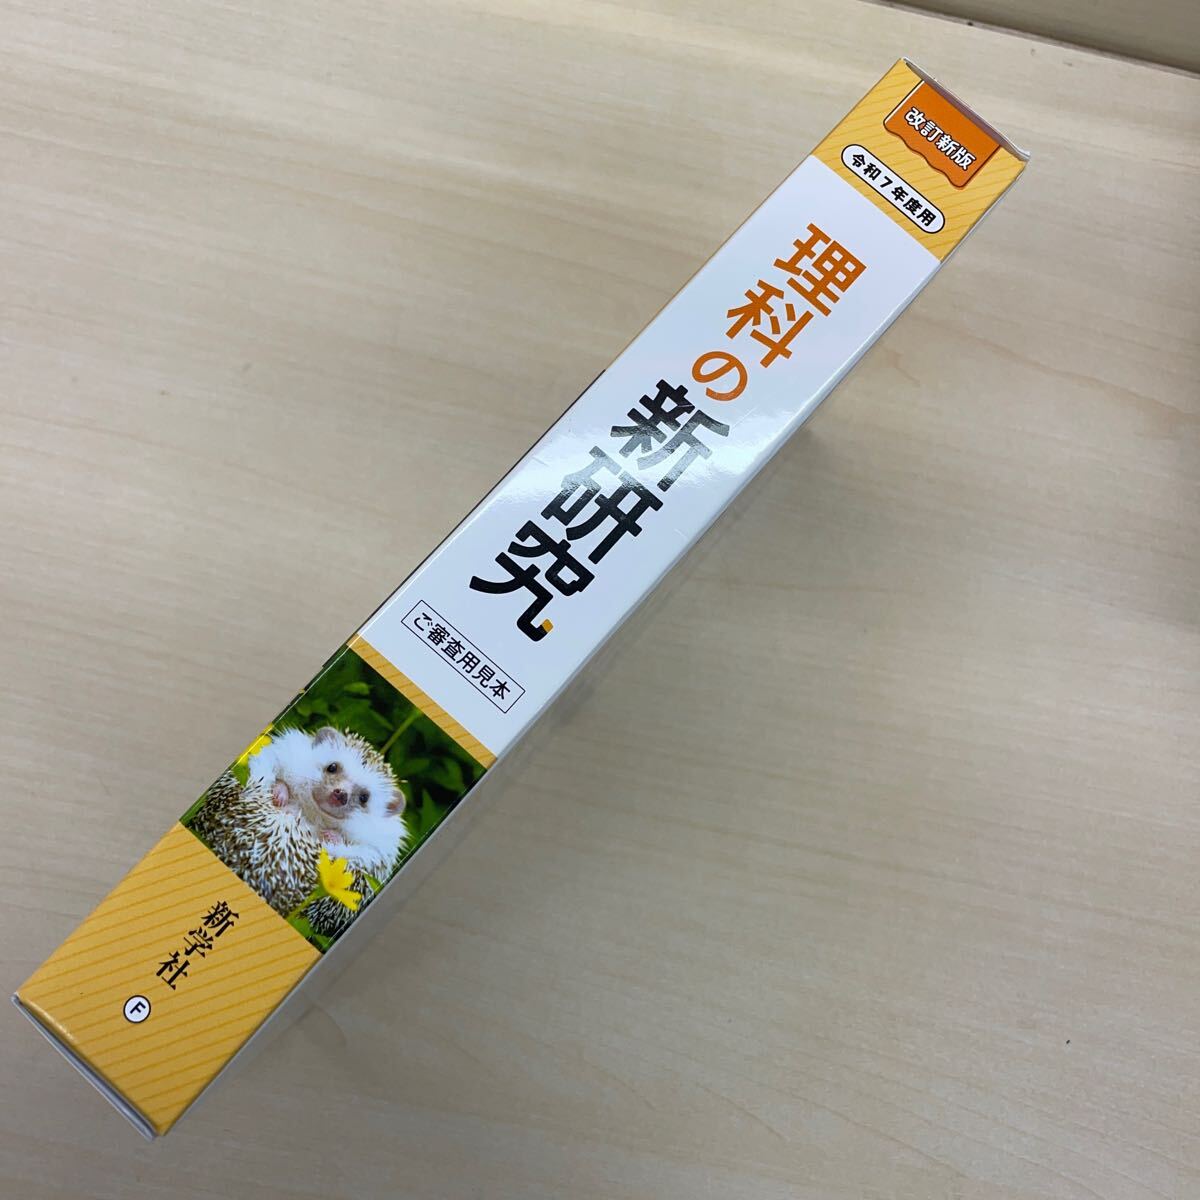 改訂新版
令和7年度用
理科の新研究
ご審査用見本
新学社
F